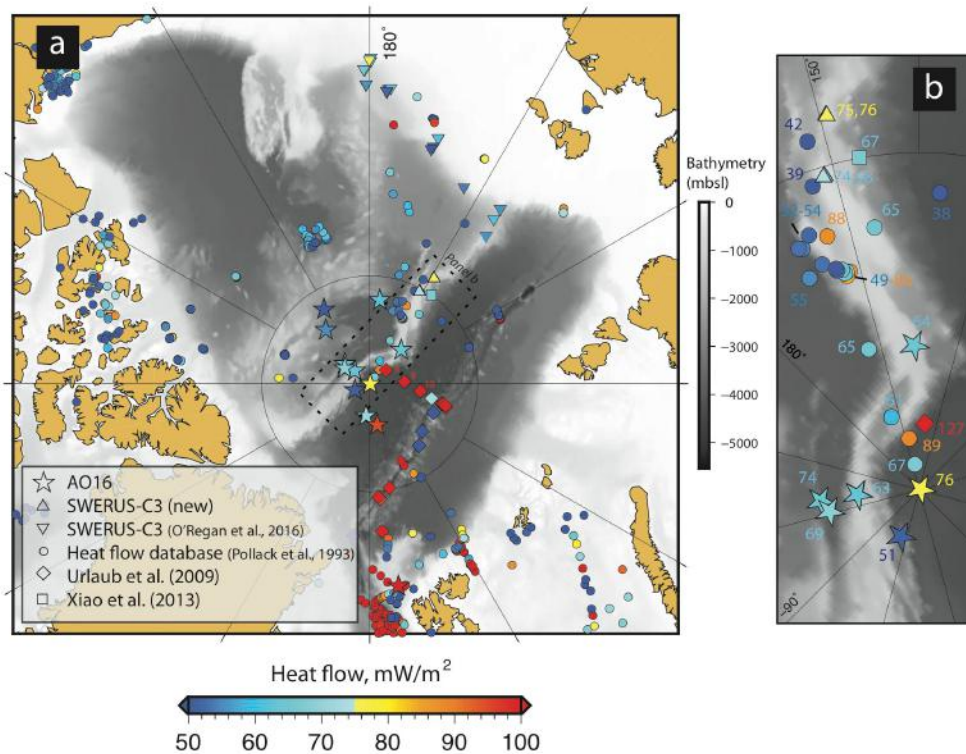 a
180°
Panel b
Bathymetry
(mbsl)
0
−1000
−2000
−3000
−4000
−5000
AO16
SWERUS-C3 (new)
SWERUS-C3 (O'Regan et al., 2016)
Heat flow database (Pollack et al., 1993)
Urlaub et al. (2009)
Xiao et al. (2013)
Heat flow, mW/m²
50 60 70 80 90 100
b
150°
75,76
42
67
39
38
65
88
54
49
55
65
180°
127
89
67
76
74
69
51
−90°